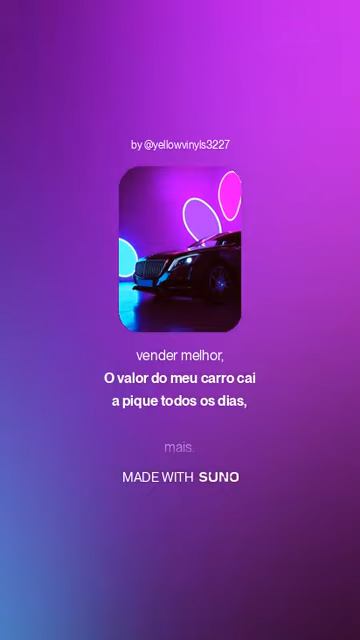 by @yellowvinyls3227
vender melhor,
O valor do meu carro cai
a pique todos os dias,
mais.
MADE WITH SUNO